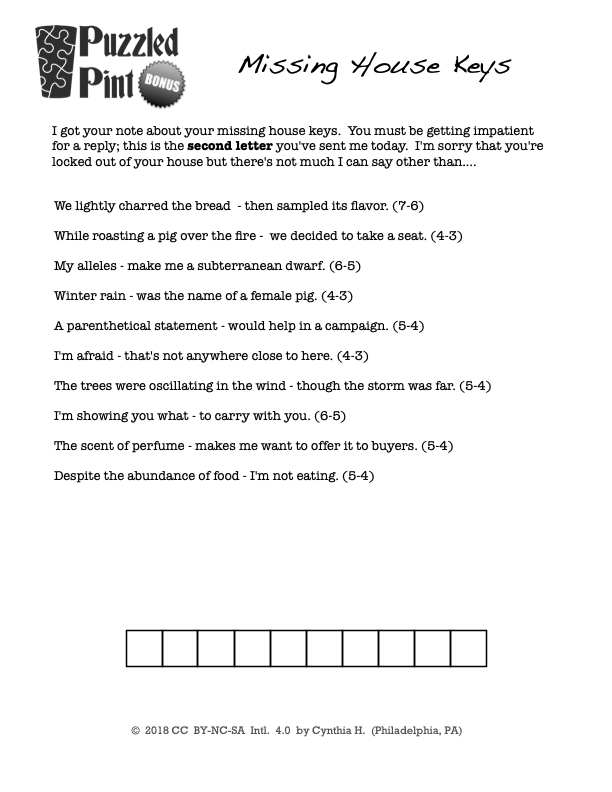 Puzzled
Pint
BONUS
Missing House Keys
I got your note about your missing house keys.  You must be getting impatient
for a reply; this is the second letter you've sent me today.  I'm sorry that you're
locked out of your house but there's not much I can say other than....
We lightly charred the bread  - then sampled its flavor. (7-6)
While roasting a pig over the fire -  we decided to take a seat. (4-3)
My alleles - make me a subterranean dwarf. (6-5)
Winter rain - was the name of a female pig. (4-3)
A parenthetical statement - would help in a campaign. (5-4)
I'm afraid - that's not anywhere close to here. (4-3)
The trees were oscillating in the wind - though the storm was far. (5-4)
I'm showing you what - to carry with you. (6-5)
The scent of perfume - makes me want to offer it to buyers. (5-4)
Despite the abundance of food - I'm not eating. (5-4)
© 2018 CC BY-NC-SA Intl. 4.0 by Cynthia H. (Philadelphia, PA)